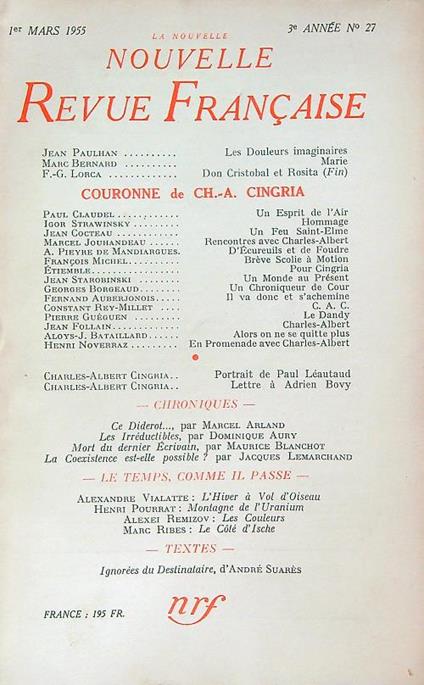 1er MARS 1955 3e ANNÉE No 27
LA NOUVELLE
NOUVELLE
REVUE FRANÇAISE
JEAN PAULHAN .......... Les Douleurs imaginaires
MARC BERNARD .......... Marie
F.-G. LORCA .......... Don Cristobal et Rosita (Fin)
COURONNE de CH.-A. CINGRIA
PAUL CLAUDEL ........... Un Esprit de l'Air
IGOR STRAWINSKY ......... Hommage
JEAN COCTEAU ........... Un Feu Saint-Elme
MARCEL JOUHANDEAU ...... Rencontres avec Charles-Albert
A. PIEYRE DE MANDIARGUES. D'Écureuils et de Foudre
FRANÇOIS MICHEL.......... Brève Scolie à Motion
ÉTIEMBLE................ Pour Cingria
JEAN STAROBINSKI ........ Un Monde au Présent
GEORGES BORGEAUD........ Un Chroniqueur de Cour
FERNAND AUBERJONOIS..... Il va donc et s'achemine
CONSTANT REY-MILLET .... C. A. C.
PIERRE GUÉGUEN ......... Le Dandy
JEAN FOLLAIN............ Charles-Albert
ALOYS-J. BATAILLARD..... Alors on ne se quitte plus
HENRI NOVERRAZ ......... En Promenade avec Charles-Albert
CHARLES-ALBERT CINGRIA.. Portrait de Paul Léautaud
CHARLES-ALBERT CINGRIA.. Lettre à Adrien Bovy
— CHRONIQUES —
Ce Diderot..., par MARCEL ARLAND
Les Irréductibles, par DOMINIQUE AURY
Mort du dernier Écrivain, par MAURICE BLANCHOT
La Coexistence est-elle possible ? par JACQUES LEMARCHAND
— LE TEMPS, COMME IL PASSE —
ALEXANDRE VIALATTE : L'Hiver à Vol d'Oiseau
HENRI POURRAT : Montagne de l'Uranium
ALEXEI REMIZOV : Les Couleurs
MARC RIBES : Le Côté d'Ische
— TEXTES —
Ignorées du Destinataire, d'ANDRÉ SUARÈS
FRANCE : 195 FR. nrf